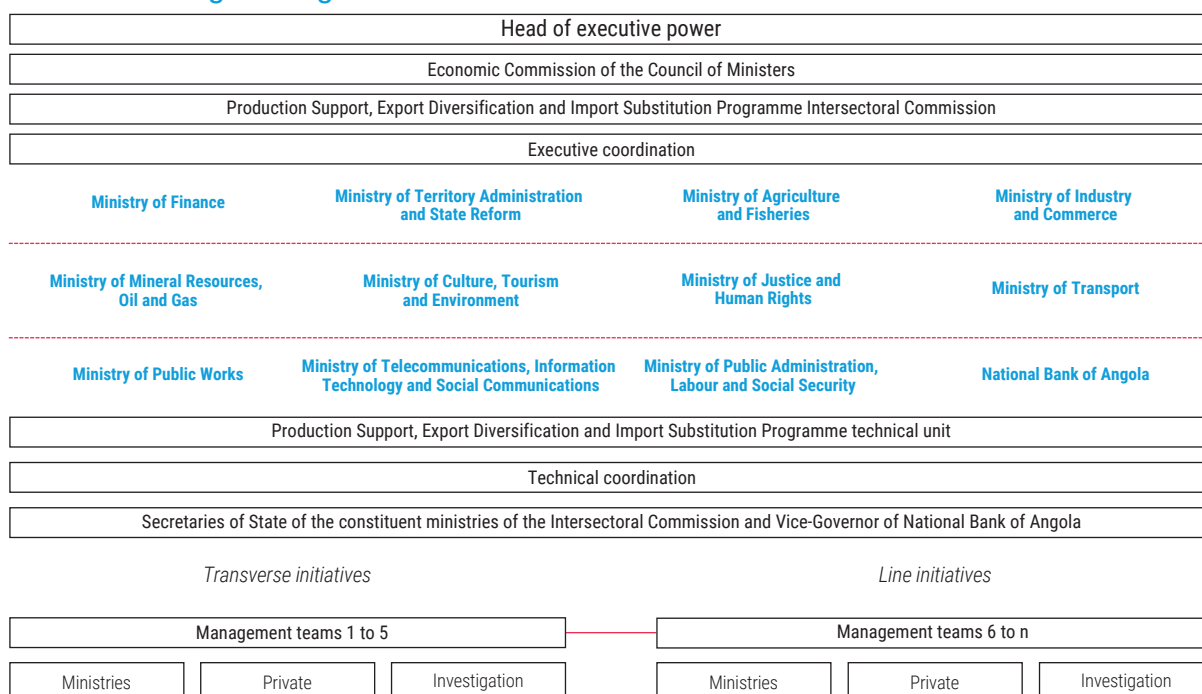 Head of executive power
Economic Commission of the Council of Ministers
Production Support, Export Diversification and Import Substitution Programme Intersectoral Commission
Executive coordination
Ministry of Finance
Ministry of Territory Administration
and State Reform
Ministry of Agriculture
and Fisheries
Ministry of Industry
and Commerce
Ministry of Mineral Resources,
Oil and Gas
Ministry of Culture, Tourism
and Environment
Ministry of Justice and
Human Rights
Ministry of Transport
Ministry of Public Works
Ministry of Telecommunications, Information
Technology and Social Communications
Ministry of Public Administration,
Labour and Social Security
National Bank of Angola
Production Support, Export Diversification and Import Substitution Programme technical unit
Technical coordination
Secretaries of State of the constituent ministries of the Intersectoral Commission and Vice-Governor of National Bank of Angola
Transverse initiatives
Line initiatives
Management teams 1 to 5
Management teams 6 to n
Ministries
Private
Investigation
Ministries
Private
Investigation